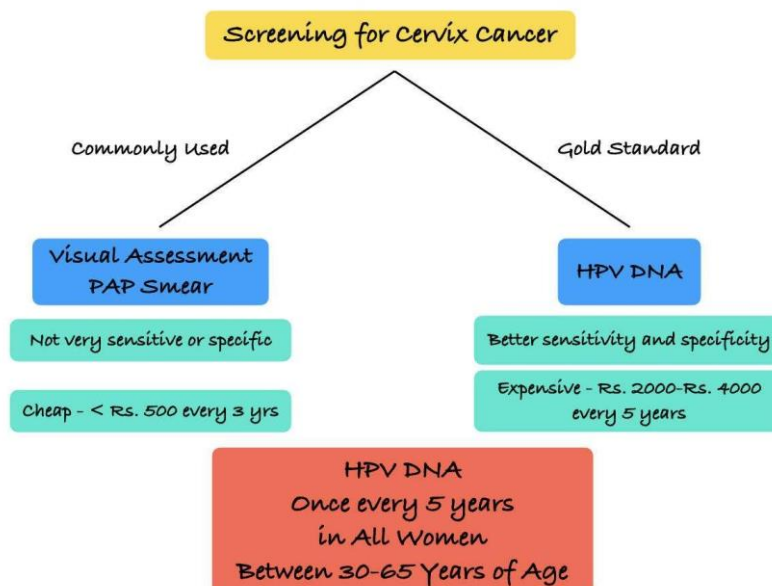 Screening for Cervix Cancer
Commonly Used
Gold Standard
Visual Assessment
PAP Smear
HPV DNA
Not very sensitive or specific
Better sensitivity and specificity
Cheap - < Rs. 500 every 3 yrs
Expensive - Rs. 2000-Rs. 4000
every 5 years
HPV DNA
Once every 5 years
in All Women
Between 30-65 Years of Age